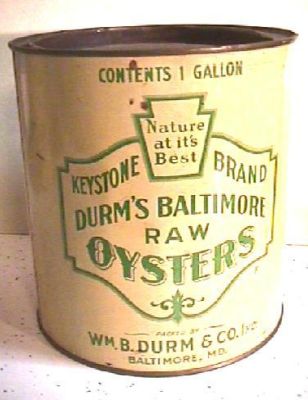 CONTENTS 1 GALLON
Nature
at it's
Best
KEYSTONE BRAND
DURM'S BALTIMORE
RAW
OYSTERS
PACKED BY
WM. B. DURM & CO. INC.
BALTIMORE, MD.